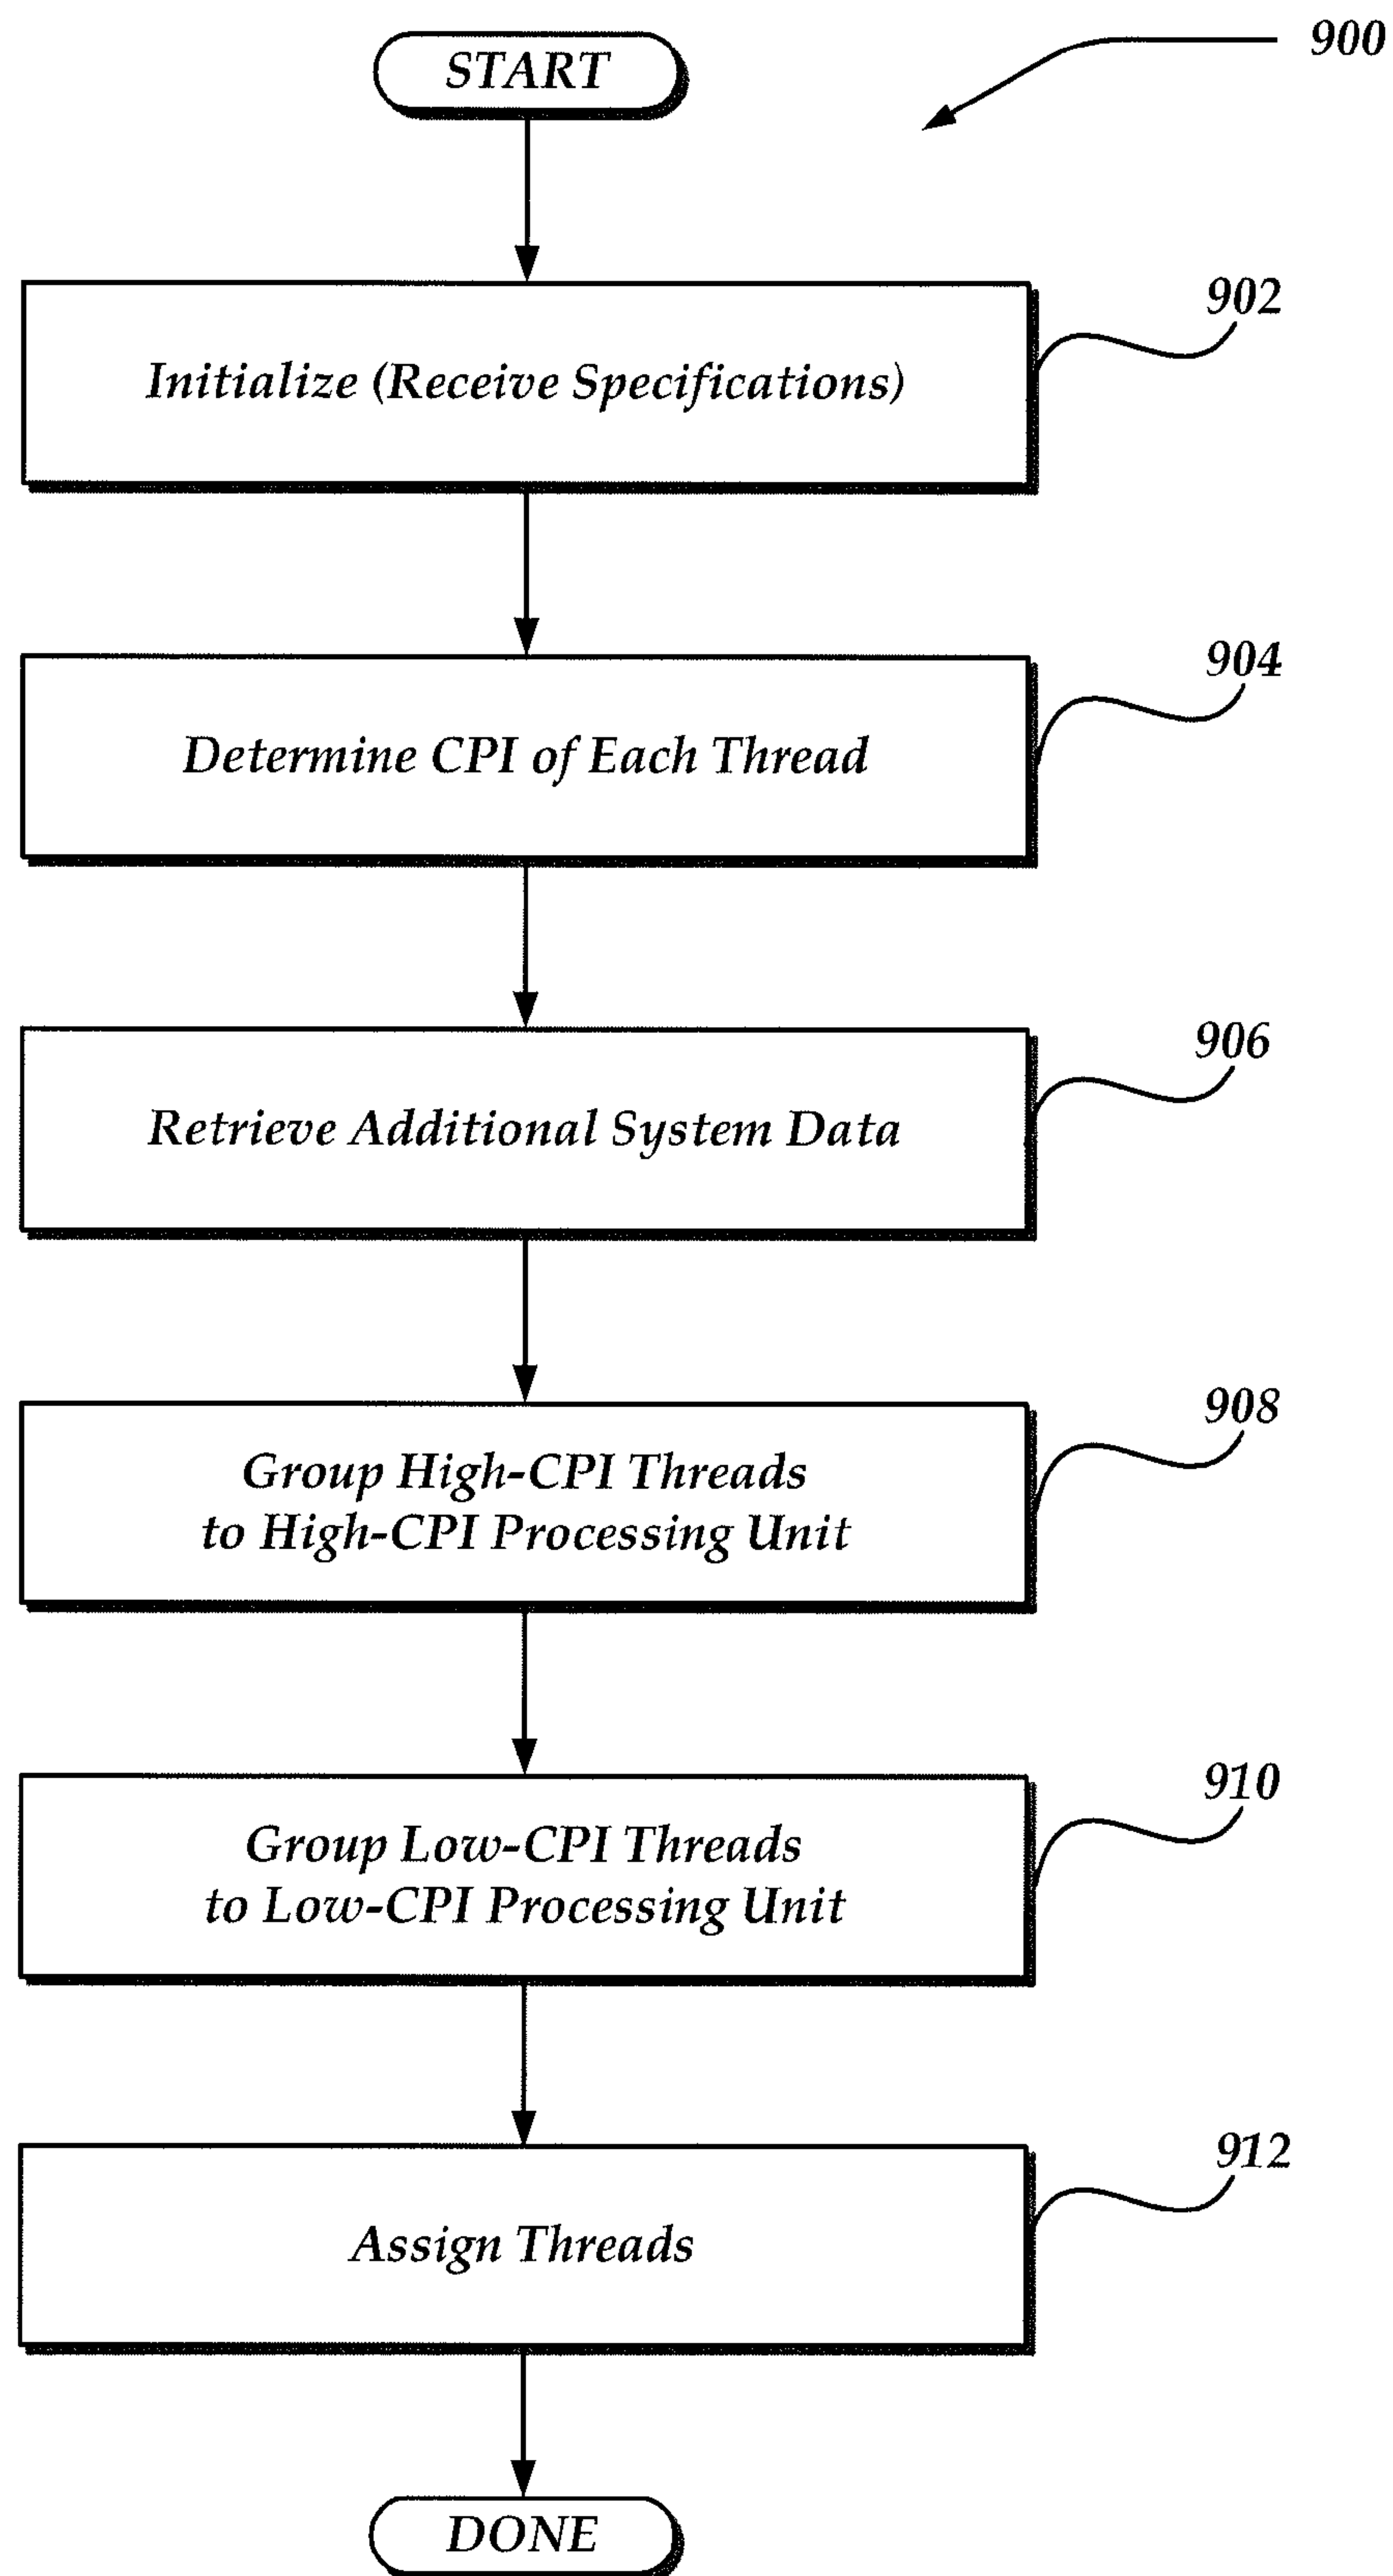 START
900
902
Initialize (Receive Specifications)
904
Determine CPI of Each Thread
906
Retrieve Additional System Data
908
Group High-CPI Threads
to High-CPI Processing Unit
910
Group Low-CPI Threads
to Low-CPI Processing Unit
912
Assign Threads
DONE